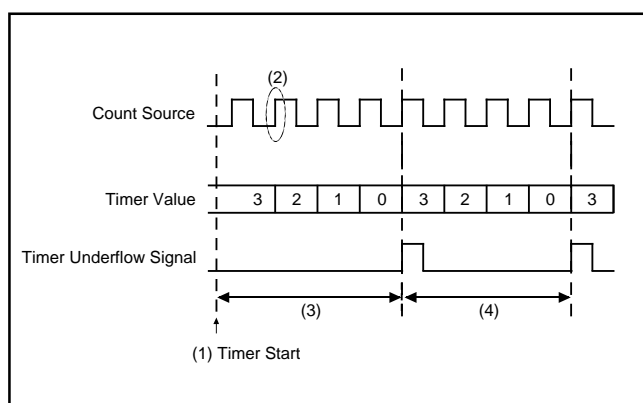 (2)
Count Source
Timer Value 3 2 1 0 3 2 1 0 3
Timer Underflow Signal
(3) (4)
(1) Timer Start